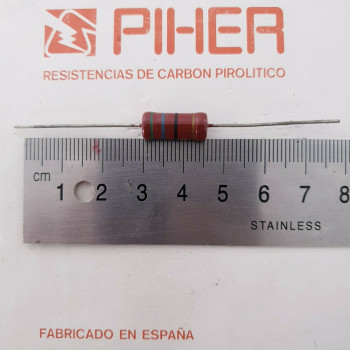 PIHER
RESISTENCIAS DE CARBON PIROLITICO
cm 1 2 3 4 5 6 7 8
STAINLESS
FABRICADO EN ESPAÑA